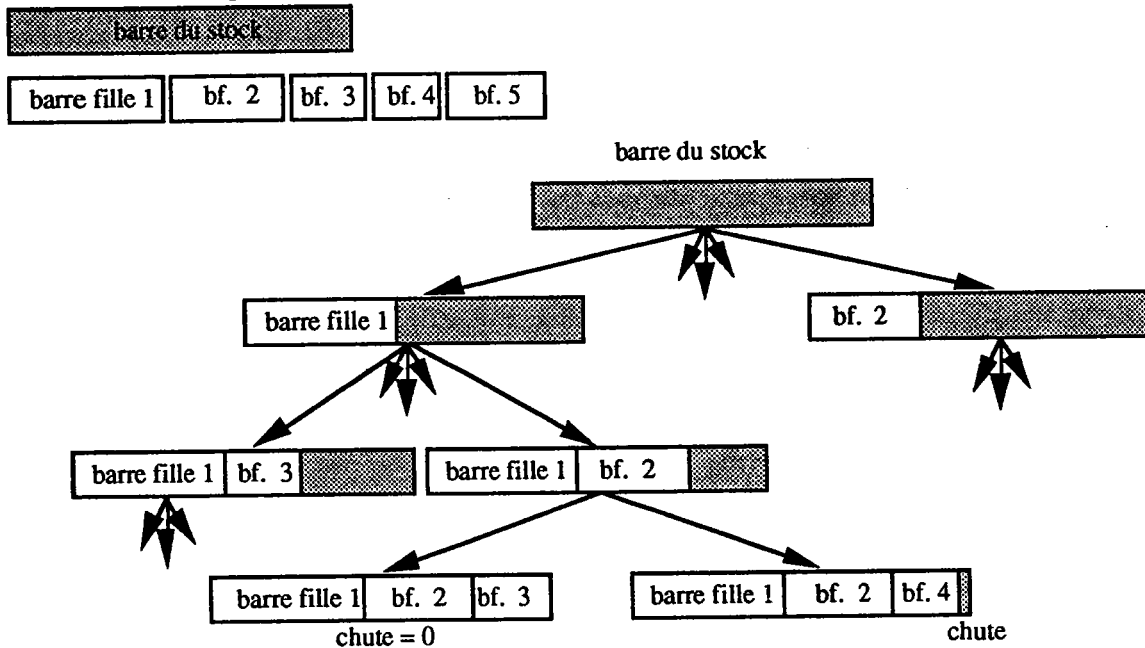 barre du stock
barre fille 1 bf. 2 bf. 3 bf. 4 bf. 5
barre du stock
barre fille 1
bf. 2
barre fille 1 bf. 3
barre fille 1 bf. 2
barre fille 1 bf. 2 bf. 3
chute = 0
barre fille 1 bf. 2 bf. 4
chute